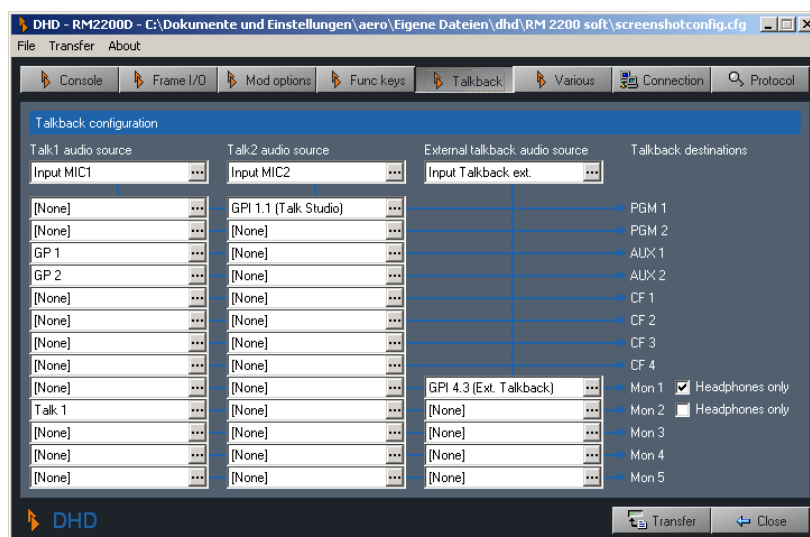 DHD - RM2200D - C:\Dokumente und Einstellungen\aero\Eigene Dateien\dhd\RM 2200 soft\screenshotconfig.cfg
File Transfer About
Console Frame I/O Mod options Func keys Talkback Various Connection Protocol
Talkback configuration
Talk1 audio source Talk2 audio source External talkback audio source Talkback destinations
Input MIC1 ... Input MIC2 ... Input Talkback ext. ...
[None] ... GPI 1.1 (Talk Studio) ... PGM 1
[None] ... [None] ... PGM 2
GP 1 ... [None] ... AUX 1
GP 2 ... [None] ... AUX 2
[None] ... [None] ... CF 1
[None] ... [None] ... CF 2
[None] ... [None] ... CF 3
[None] ... [None] ... CF 4
[None] ... [None] ... GPI 4.3 (Ext. Talkback) ... Mon 1 Headphones only
Talk 1 ... [None] ... [None] ... Mon 2 Headphones only
[None] ... [None] ... [None] ... Mon 3
[None] ... [None] ... [None] ... Mon 4
[None] ... [None] ... [None] ... Mon 5
DHD Transfer Close